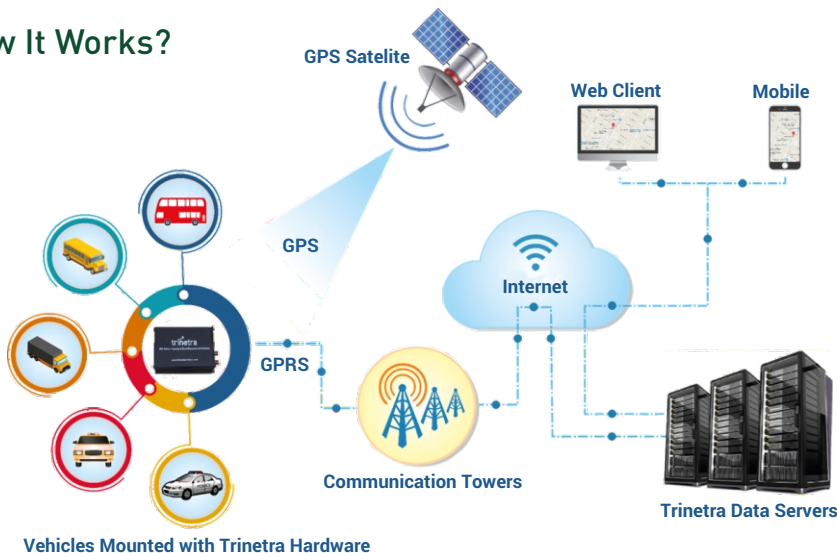 w It Works?
GPS Satelite
Web Client
Mobile
GPS
Internet
trinetra
GPRS
Communication Towers
Trinetra Data Servers
Vehicles Mounted with Trinetra Hardware